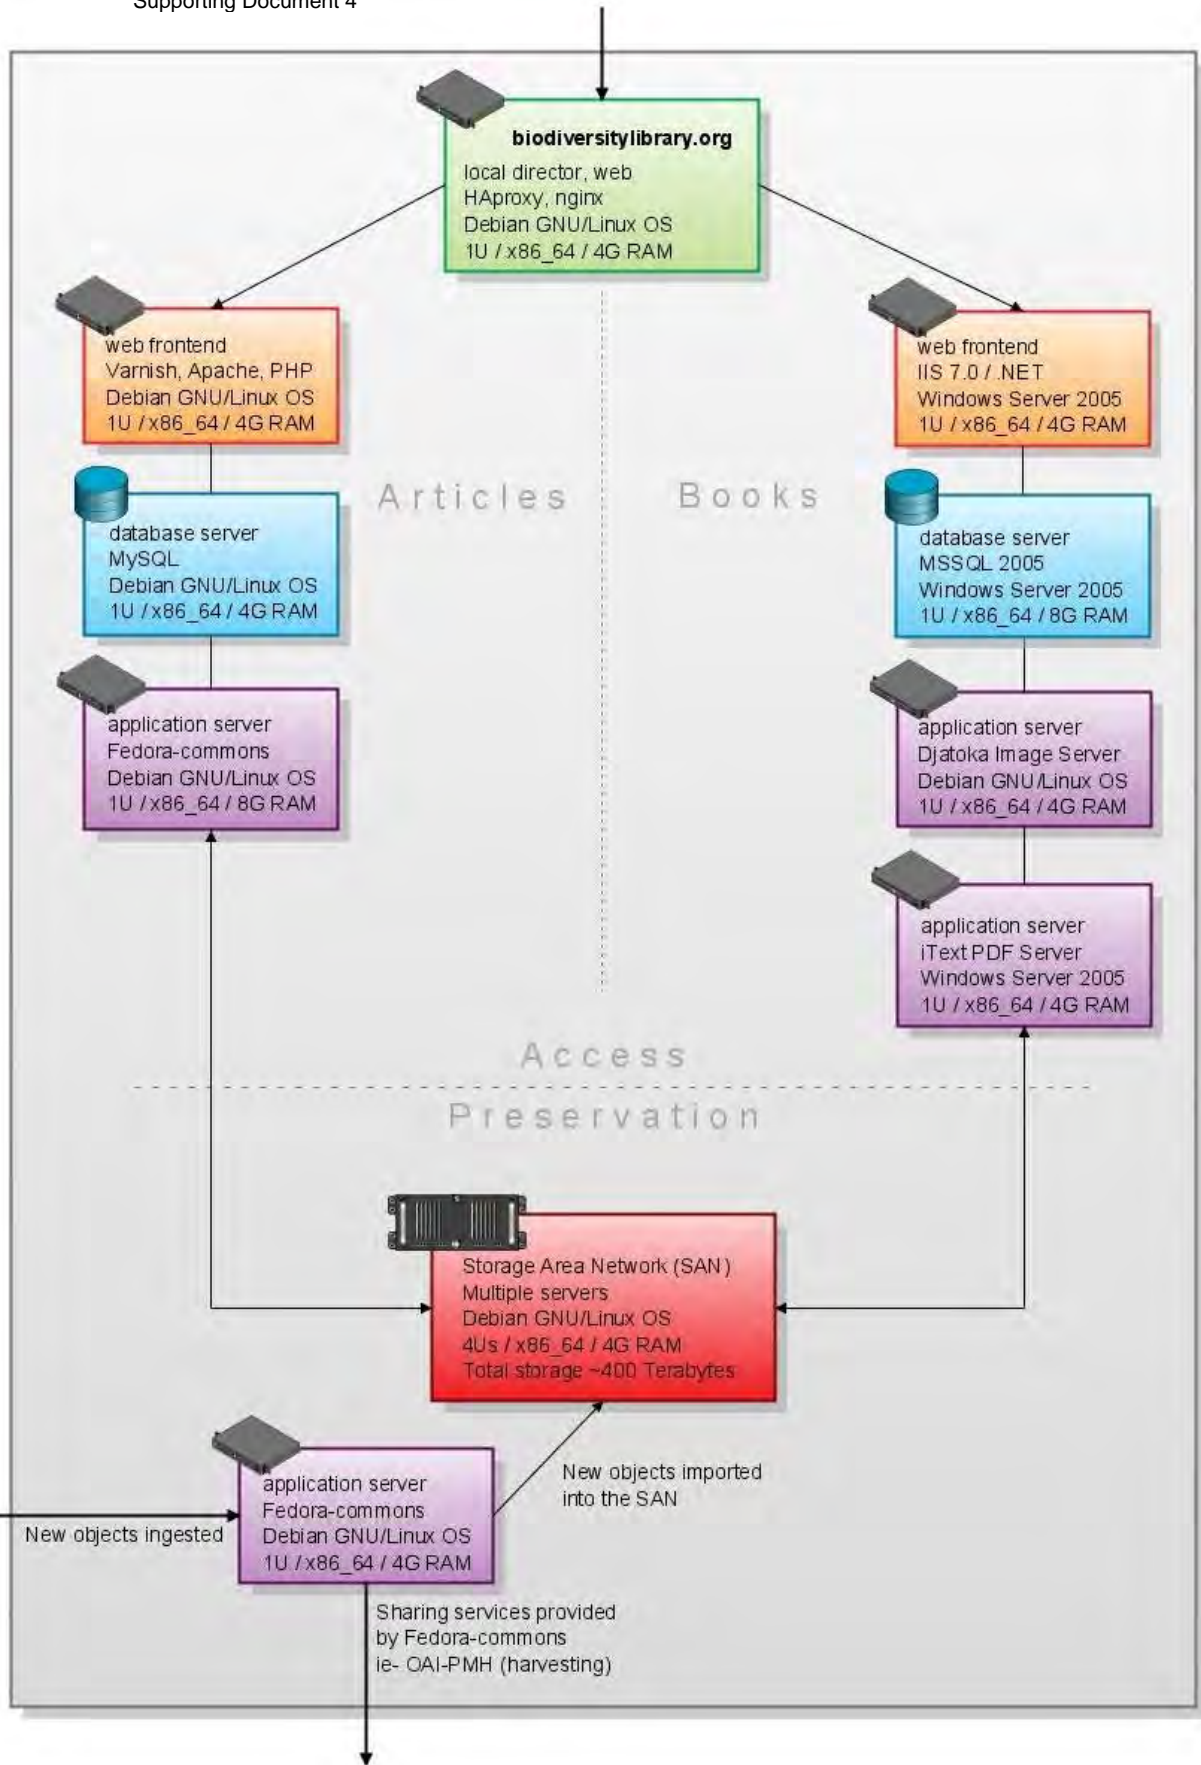 Supporting Document 4
biodiversitylibrary.org
local director, web
HAproxy, nginx
Debian GNU/Linux OS
1U / x86_64 / 4G RAM
web frontend
Varnish, Apache, PHP
Debian GNU/Linux OS
1U / x86_64 / 4G RAM
database server
MySQL
Debian GNU/Linux OS
1U / x86_64 / 4G RAM
application server
Fedora-commons
Debian GNU/Linux OS
1U / x86_64 / 8G RAM
Articles
Books
web frontend
IIS 7.0 / .NET
Windows Server 2005
1U / x86_64 / 4G RAM
database server
MSSQL 2005
Windows Server 2005
1U / x86_64 / 8G RAM
application server
Djatoka Image Server
Debian GNU/Linux OS
1U / x86_64 / 4G RAM
application server
iText PDF Server
Windows Server 2005
1U / x86_64 / 4G RAM
Access
Preservation
Storage Area Network (SAN)
Multiple servers
Debian GNU/Linux OS
4Us / x86_64 / 4G RAM
Total storage ~400 Terabytes
New objects imported
into the SAN
application server
Fedora-commons
Debian GNU/Linux OS
1U / x86_64 / 4G RAM
New objects ingested
Sharing services provided
by Fedora-commons
ie- OAI-PMH (harvesting)